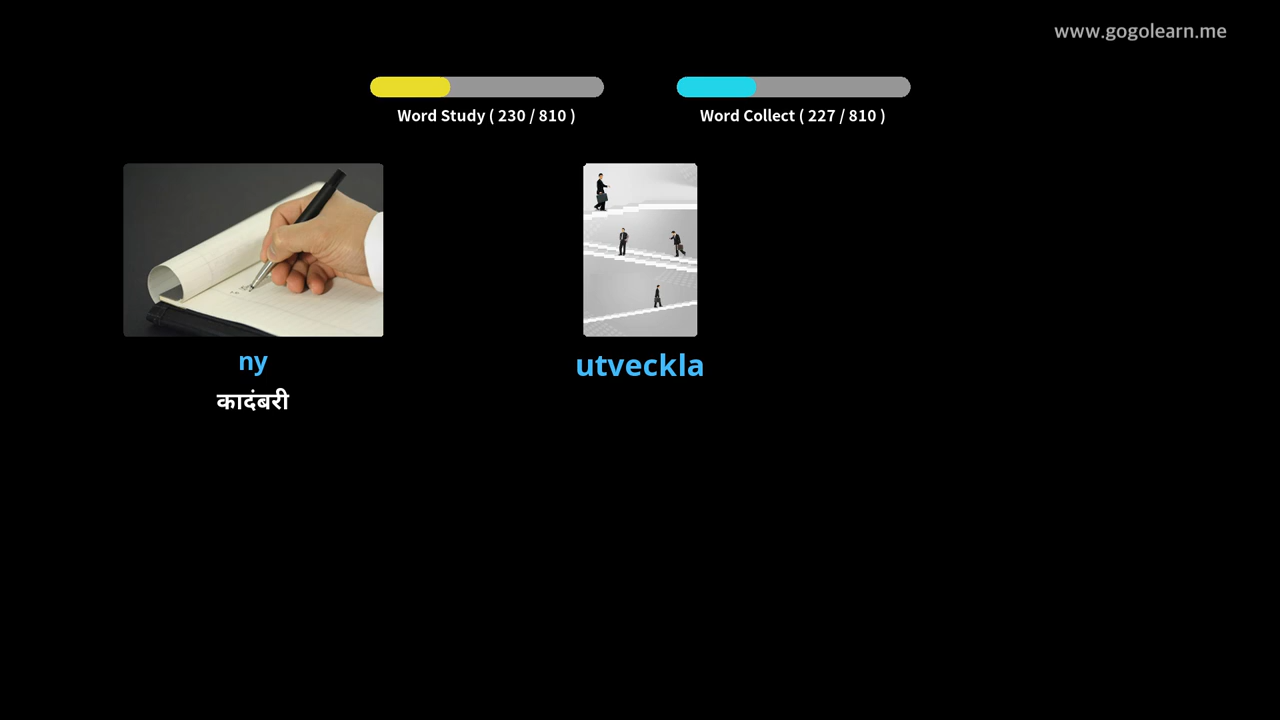 www.gogolearn.me
Word Study ( 230 / 810 )
Word Collect ( 227 / 810 )
ny
कादंबरी
utveckla